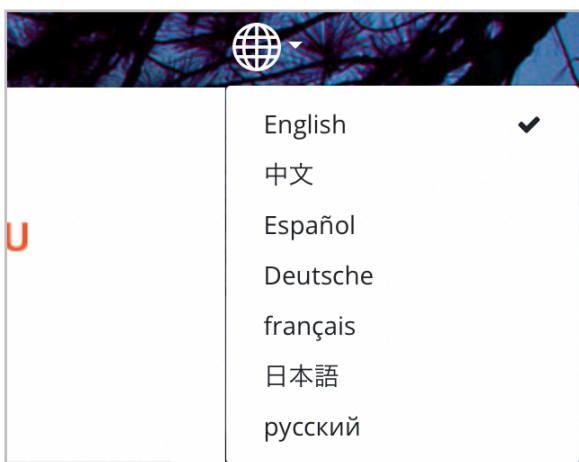 English
中文
Español
U
Deutsche
français
日本語
русский